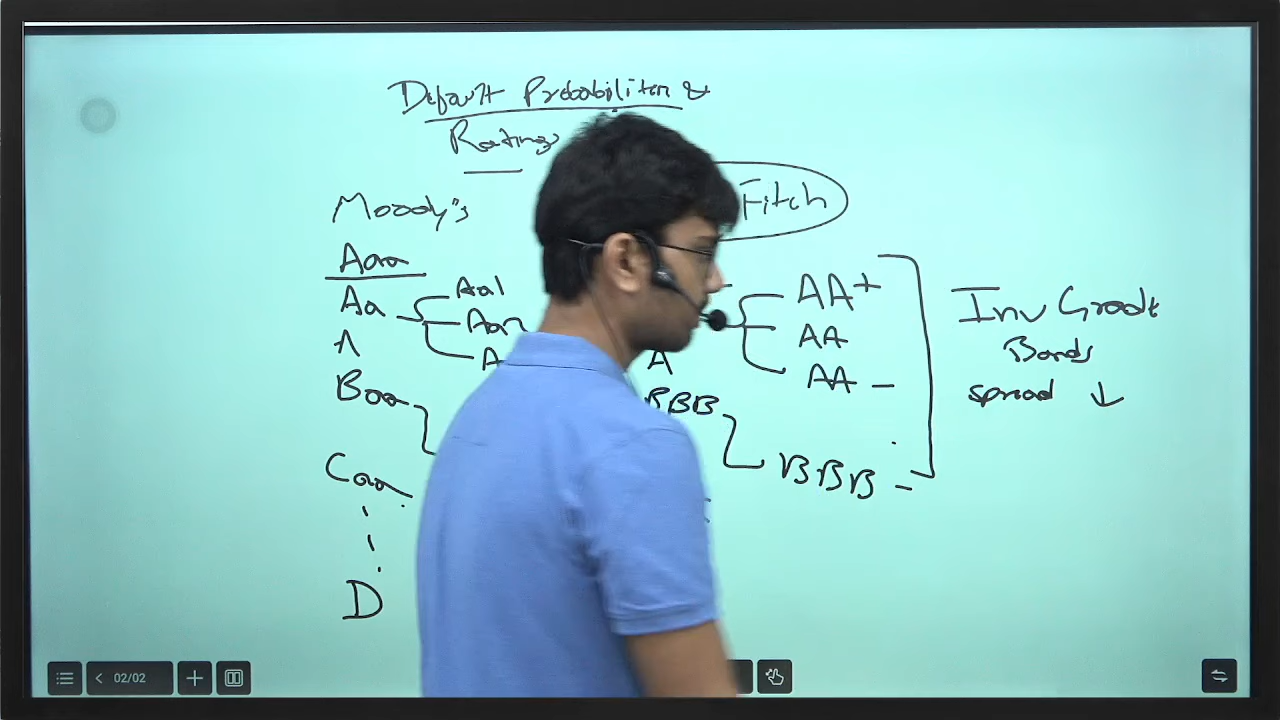 Default Probabilities &
Ratings
Moody's
Fitch
Aaa
Aa
Aa1
AA+
Inv Grade
AA
Bonds
A
A
AA -
spread ↓
Baa
BBB
BBB -
Caa
D
02/02